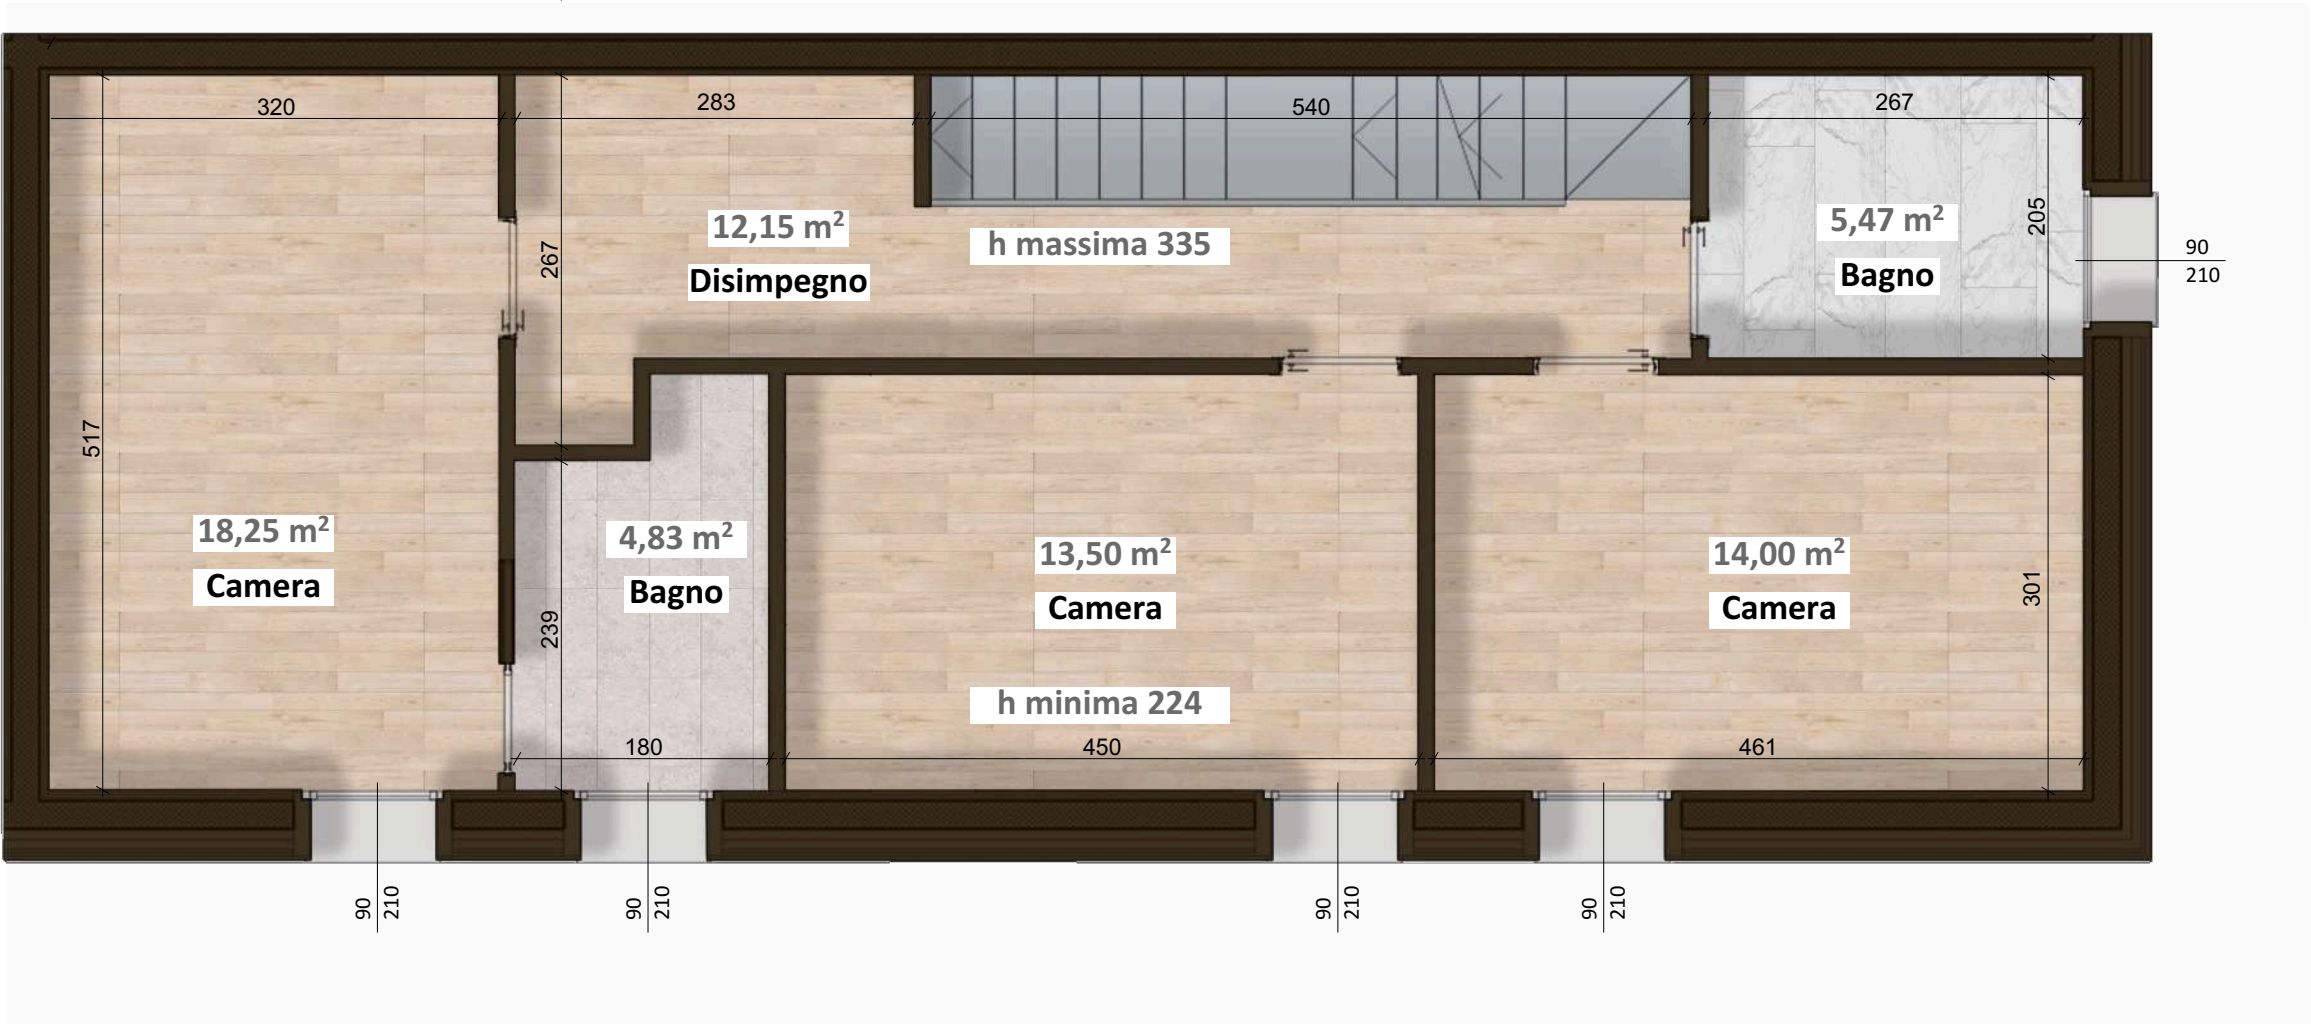 320
283
540
267
12,15 m²
Disimpegno
h massima 335
5,47 m²
Bagno
205
90
210
267
517
18,25 m²
Camera
4,83 m²
Bagno
239
13,50 m²
Camera
14,00 m²
Camera
301
h minima 224
180
450
461
90
210
90
210
90
210
90
210